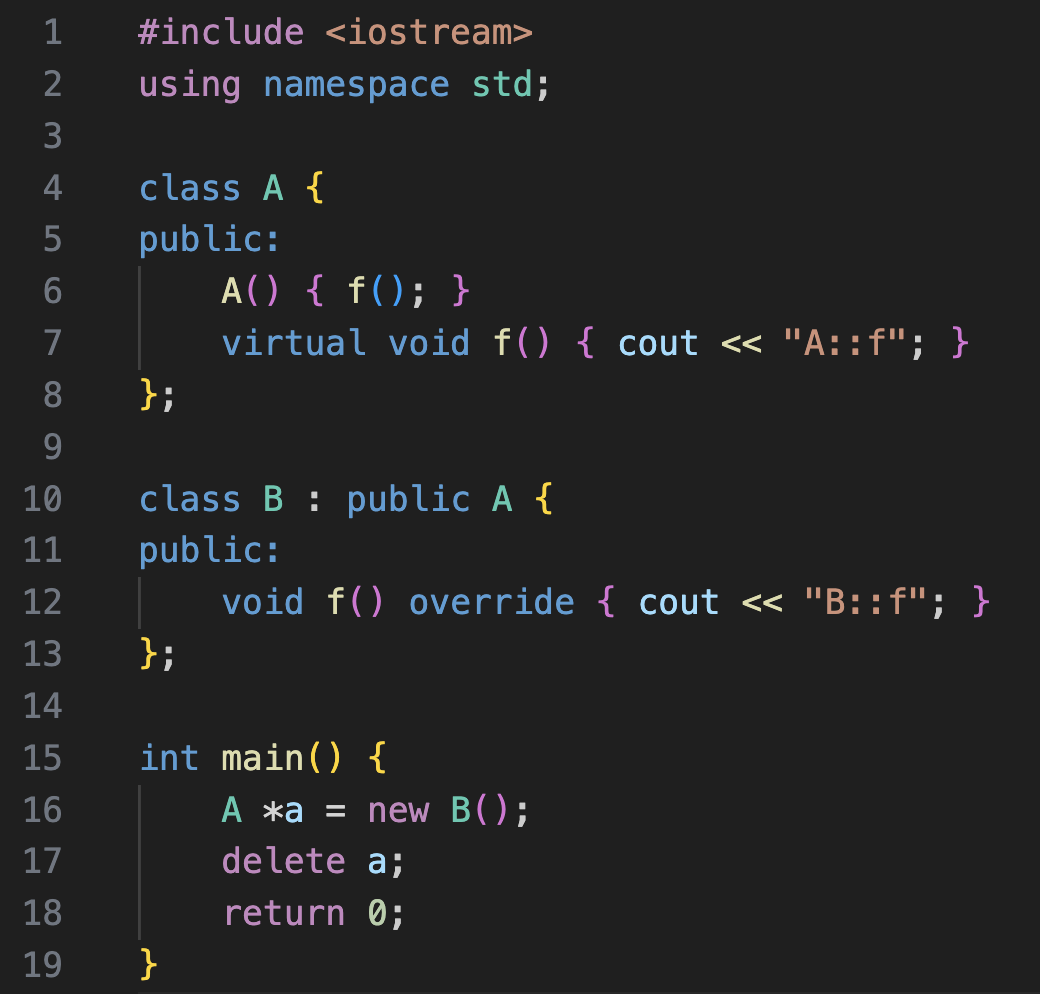 1 #include <iostream>
2 using namespace std;
3
4 class A {
5 public:
6     A() { f(); }
7     virtual void f() { cout << "A::f"; }
8 };
9
10 class B : public A {
11 public:
12     void f() override { cout << "B::f"; }
13 };
14
15 int main() {
16     A *a = new B();
17     delete a;
18     return 0;
19 }